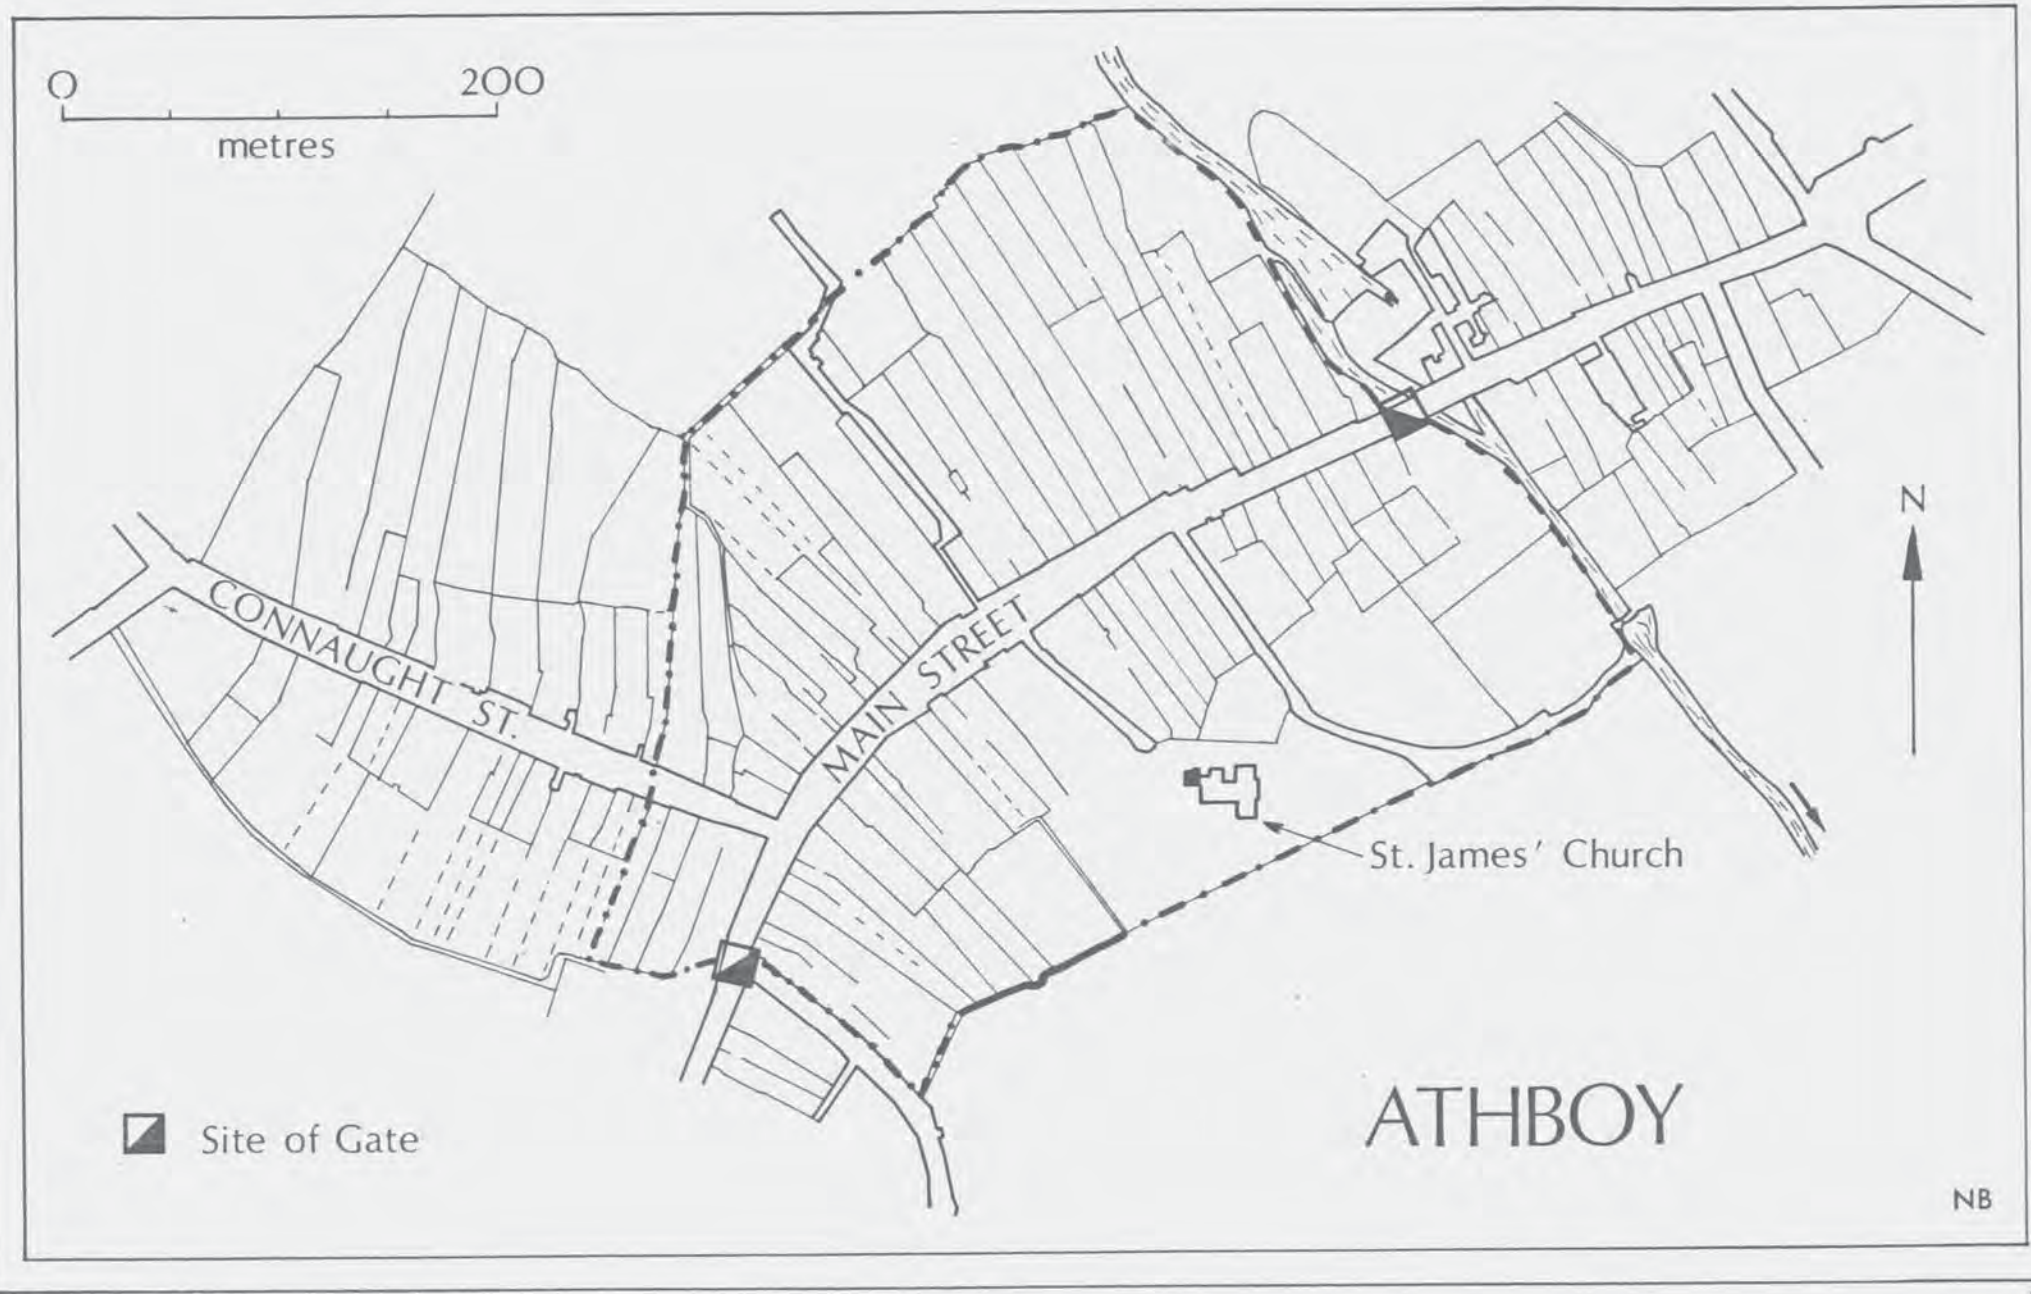 0 200
metres
N
CONNAUGHT ST.
MAIN STREET
St. James' Church
Site of Gate
ATHBOY
NB